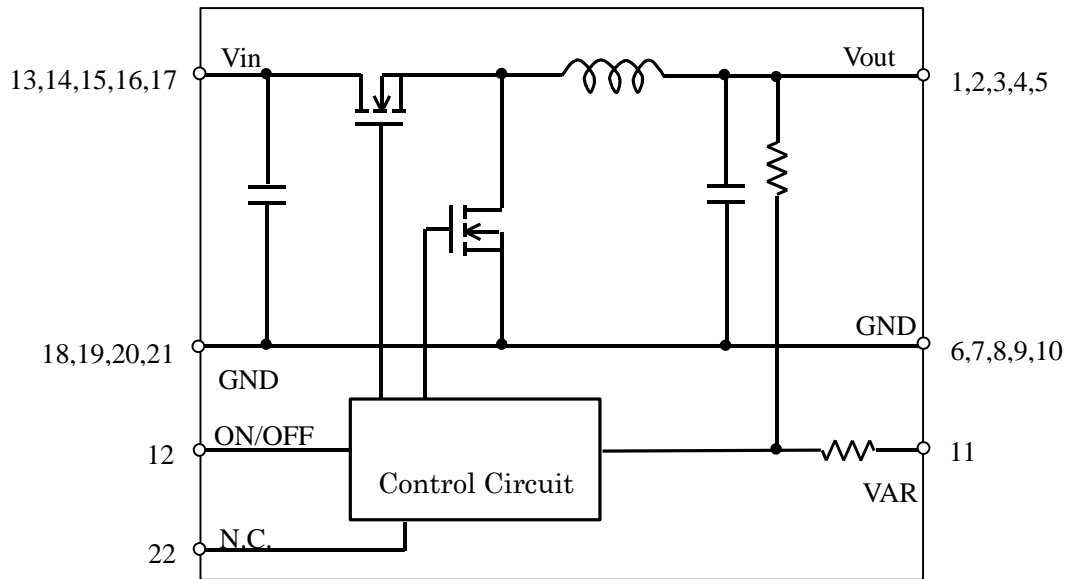 Vin
Vout
13,14,15,16,17
1,2,3,4,5
GND
18,19,20,21
6,7,8,9,10
GND
ON/OFF
12
11
Control Circuit
VAR
N.C.
22